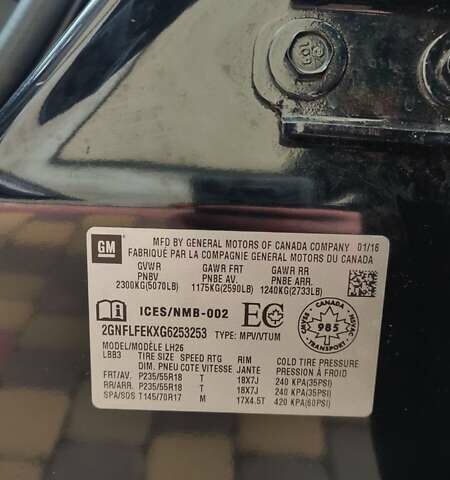 GM
MFD BY GENERAL MOTORS OF CANADA COMPANY 01/16
FABRIQUÉ PAR LA COMPAGNIE GENERAL MOTORS DU CANADA
GVWR GAWR FRT GAWR RR
PNBV PNBE AV PNBE AR
2300KG(5070LB) 1175KG(2590LB) 1240KG(2733LB)
ICES/NMB-002 EC
2GNFLFEKXG6253253 TYPE: MPV/VTUM
CANADA
985
TRANSPORT
MODEL/MODÈLE LH26
LBB3 TIRE SIZE SPEED RTG RIM COLD TIRE PRESSURE
DIM PNEU COTE VITESSE JANTE PRESSION À FROID
FRT/AV. P235/55R18 T 18X7J 240 KPA(35PSI)
RR/ARR. P235/55R18 T 18X7J 240 KPA(35PSI)
SPA/SOS T145/70R17 M 17X4.5T 420 KPA(60PSI)